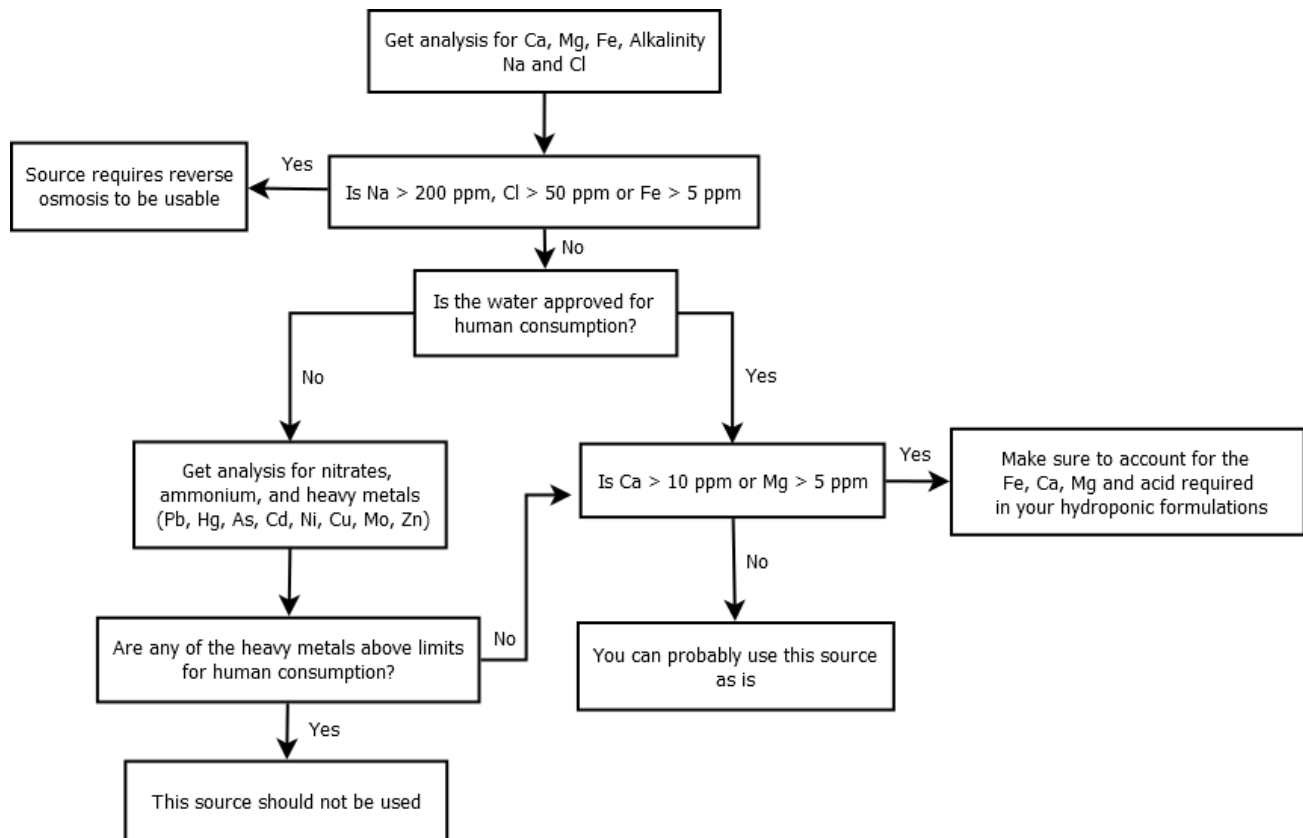 Get analysis for Ca, Mg, Fe, Alkalinity
Na and Cl
Yes
Source requires reverse
osmosis to be usable
Is Na > 200 ppm, Cl > 50 ppm or Fe > 5 ppm
No
Is the water approved for
human consumption?
No
Yes
Get analysis for nitrates,
ammonium, and heavy metals
(Pb, Hg, As, Cd, Ni, Cu, Mo, Zn)
Is Ca > 10 ppm or Mg > 5 ppm
Yes
Make sure to account for the
Fe, Ca, Mg and acid required
in your hydroponic formulations
No
Are any of the heavy metals above limits
for human consumption?
No
You can probably use this source
as is
Yes
This source should not be used